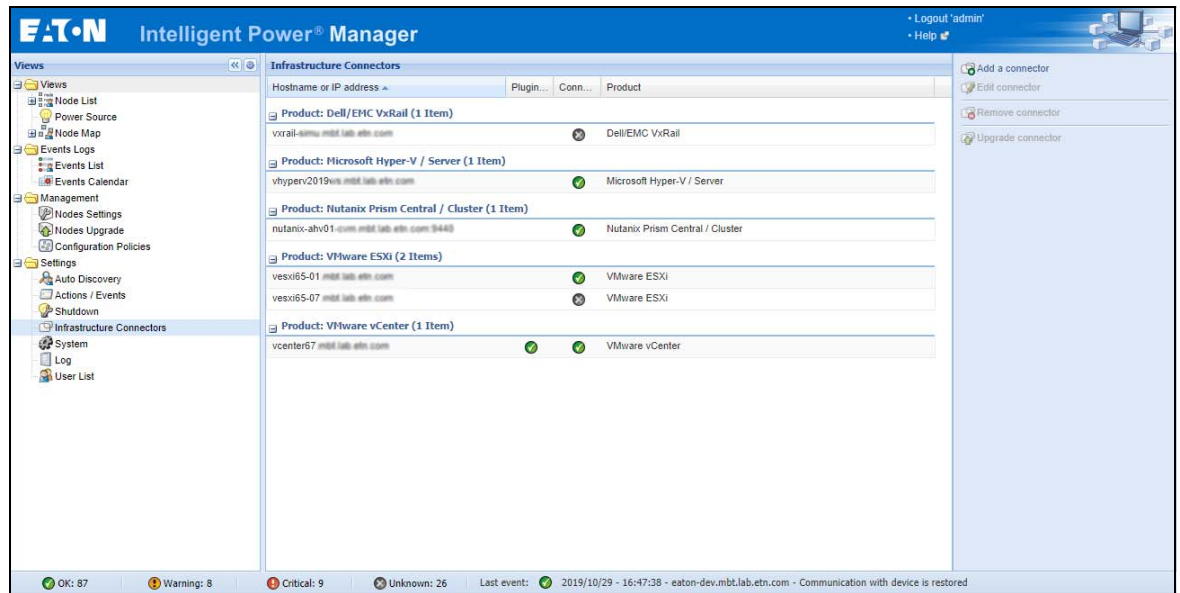 EATON Intelligent Power® Manager
• Logout 'admin'
• Help
Views
Views
Node List
Power Source
Node Map
Events Logs
Events List
Events Calendar
Management
Nodes Settings
Nodes Upgrade
Configuration Policies
Settings
Auto Discovery
Actions / Events
Shutdown
Infrastructure Connectors
System
Log
User List
Infrastructure Connectors
Hostname or IP address Plugin... Conn... Product
Product: Dell/EMC VxRail (1 Item)
vxrail- Dell/EMC VxRail
Product: Microsoft Hyper-V / Server (1 Item)
vhyperv2019 Microsoft Hyper-V / Server
Product: Nutanix Prism Central / Cluster (1 Item)
nutanix-ahv01 Nutanix Prism Central / Cluster
Product: VMware ESXi (2 Items)
vesxi65-01 VMware ESXi
vesxi65-07 VMware ESXi
Product: VMware vCenter (1 Item)
vcenter67 VMware vCenter
Add a connector
Edit connector
Remove connector
Upgrade connector
OK: 87 Warning: 8 Critical: 9 Unknown: 26 Last event: 2019/10/29 - 16:47:38 - eaton-dev.mbt.lab.etn.com - Communication with device is restored